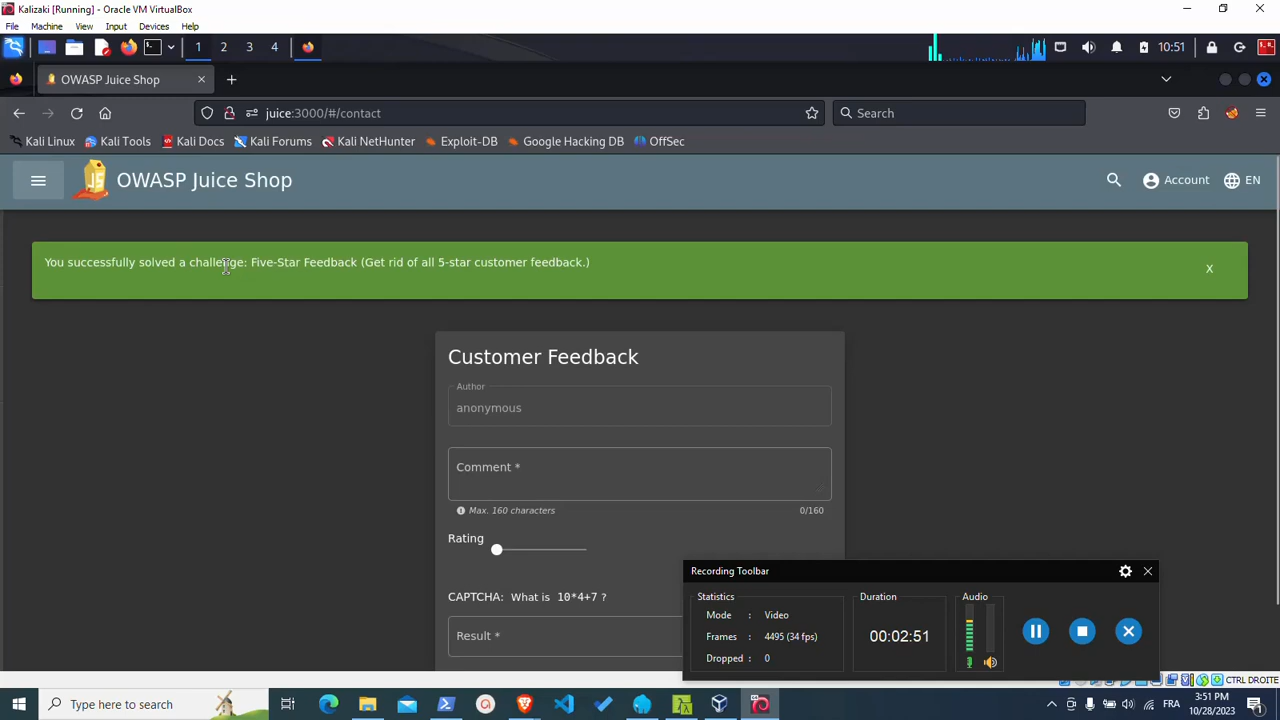 Kalizaki [Running] - Oracle VM VirtualBox
File Machine View Input Devices Help
1 2 3 4 10:51
OWASP Juice Shop
juice:3000/#/contact Search
Kali Linux Kali Tools Kali Docs Kali Forums Kali NetHunter Exploit-DB Google Hacking DB OffSec
OWASP Juice Shop Account EN
You successfully solved a challenge: Five-Star Feedback (Get rid of all 5-star customer feedback.) X
Customer Feedback
Author
anonymous
Comment *
Max. 160 characters 0/160
Rating
CAPTCHA: What is 10*4+7 ?
Result *
Recording Toolbar
Statistics Duration Audio
Mode : Video
Frames : 4495 (34 fps)
Dropped : 0
00:02:51
CTRL DROITE
Type here to search
FR
3:51 PM
10/28/2023